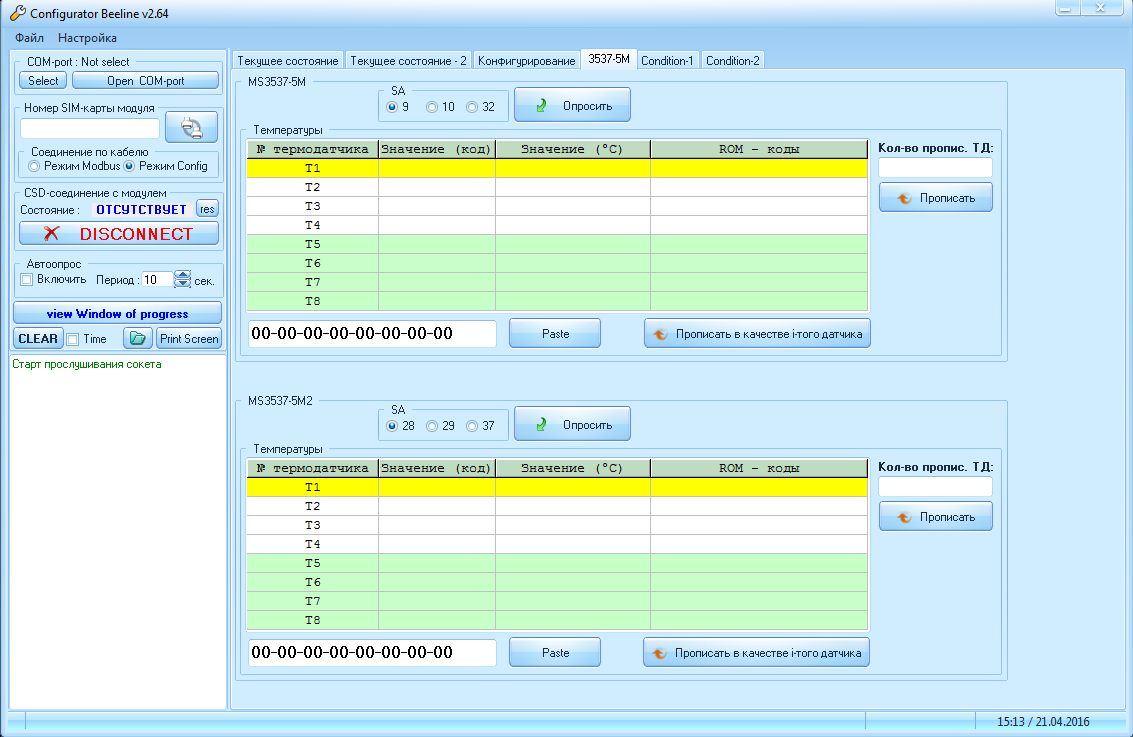 Configurator Beeline v2.64
Файл Настройка
COM-port : Not select
Select Open COM-port
Номер SIM-карты модуля
Соединение по кабелю
Режим Modbus Режим Config
CSD-соединение с модулем
Состояние : ОТСУТСТВУЕТ res
DISCONNECT
Автоопрос
Включить Период : 10 сек.
view Window of progress
CLEAR Time Print Screen
Старт прослушивания сокета
Текущее состояние Текущее состояние - 2 Конфигурирование 3537-5M Condition-1 Condition-2
MS3537-5M
SA
9 10 32 Опросить
Температуры
№ термодатчика Значение (код) Значение (°C) ROM - коды
T1
T2
T3
T4
T5
T6
T7
T8
Кол-во пропис. ТД:
Прописать
00-00-00-00-00-00-00-00 Paste Прописать в качестве i-того датчика
MS3537-5M2
SA
28 29 37 Опросить
Температуры
№ термодатчика Значение (код) Значение (°C) ROM - коды
T1
T2
T3
T4
T5
T6
T7
T8
Кол-во пропис. ТД:
Прописать
00-00-00-00-00-00-00-00 Paste Прописать в качестве i-того датчика
15:13 / 21.04.2016